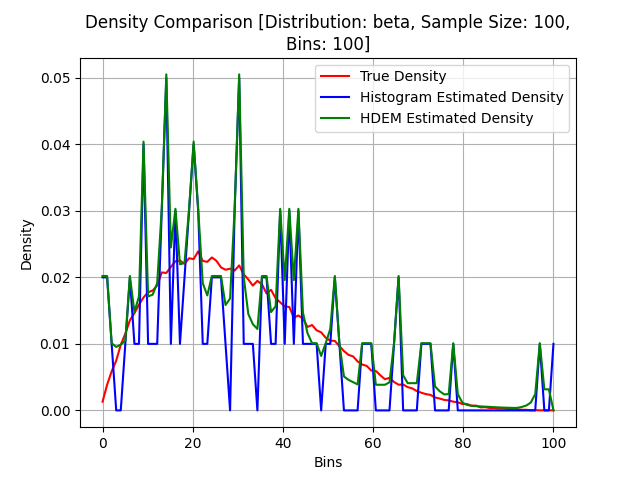 Density Comparison [Distribution: beta, Sample Size: 100,
Bins: 100]
True Density
Histogram Estimated Density
HDEM Estimated Density
0.05
0.04
0.03
0.02
0.01
0.00
Density
0 20 40 60 80 100
Bins